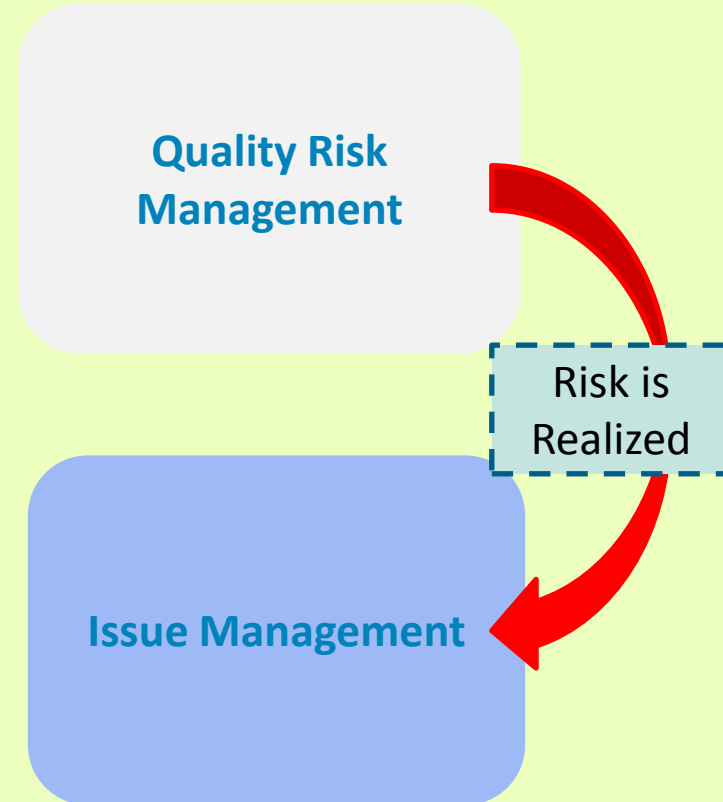 Quality Risk
Management
Risk is
Realized
Issue Management